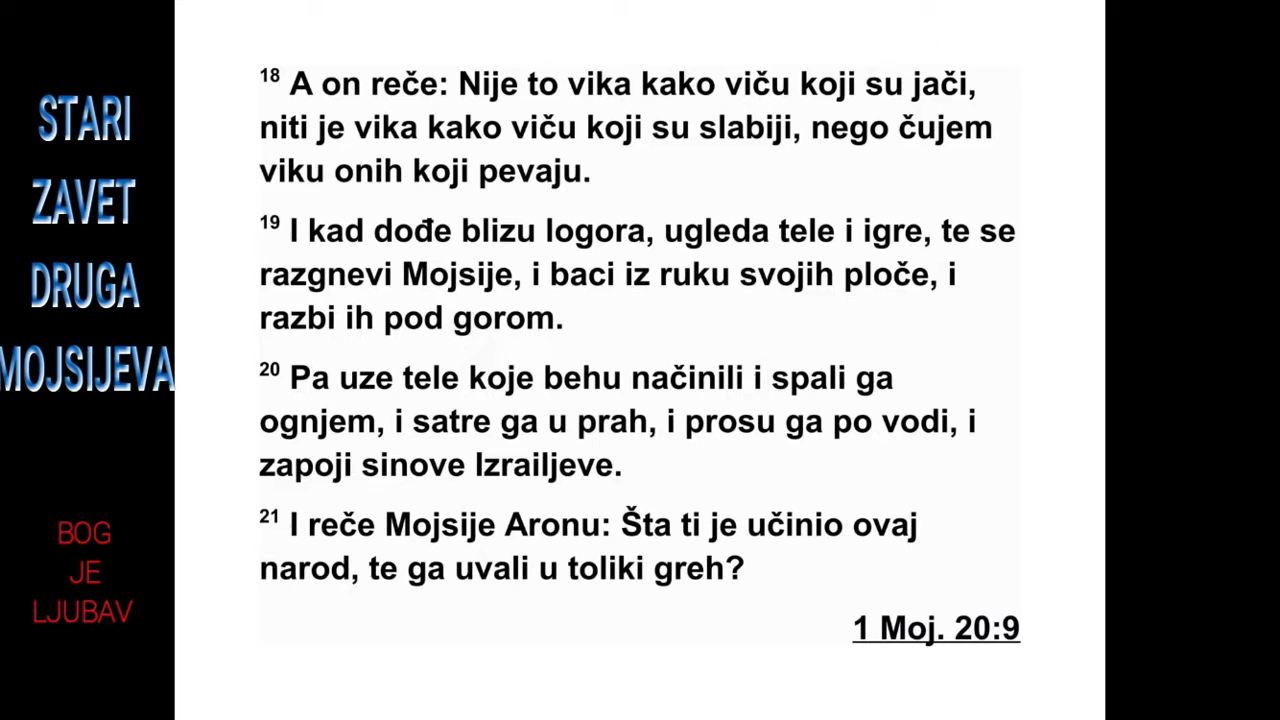 STARI
ZAVET
DRUGA
MOJSIJEVA
BOG
JE
LJUBAV
18 A on reče: Nije to vika kako viču koji su jači,
niti je vika kako viču koji su slabiji, nego čujem
viku onih koji pevaju.
19 I kad dođe blizu logora, ugleda tele i igre, te se
razgnevi Mojsije, i baci iz ruku svojih ploče, i
razbi ih pod gorom.
20 Pa uze tele koje behu načinili i spali ga
ognjem, i satre ga u prah, i prosu ga po vodi, i
zapoji sinove Izrailjeve.
21 I reče Mojsije Aronu: Šta ti je učinio ovaj
narod, te ga uvali u toliki greh?
1 Moj. 20:9